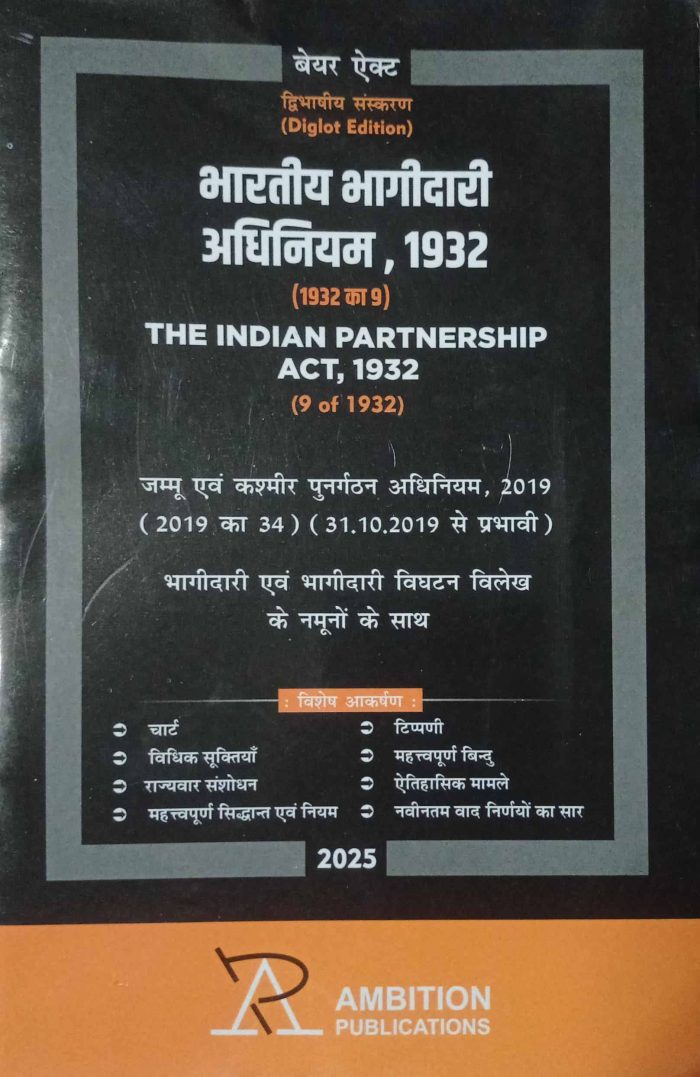 बेयर ऐक्ट
द्विभाषीय संस्करण
(Diglot Edition)
भारतीय भागीदारी
अधिनियम , 1932
(1932 का 9)
THE INDIAN PARTNERSHIP
ACT, 1932
(9 of 1932)
जम्मू एवं कश्मीर पुनर्गठन अधिनियम, 2019
( 2019 का 34 ) ( 31.10.2019 से प्रभावी )
भागीदारी एवं भागीदारी विघटन विलेख
के नमूनों के साथ
: विशेष आकर्षण :
चार्ट
विधिक सूक्तियाँ
राज्यवार संशोधन
महत्त्वपूर्ण सिद्धान्त एवं नियम
टिप्पणी
महत्त्वपूर्ण बिन्दु
ऐतिहासिक मामले
नवीनतम वाद निर्णयों का सार
2025
AMBITION
PUBLICATIONS